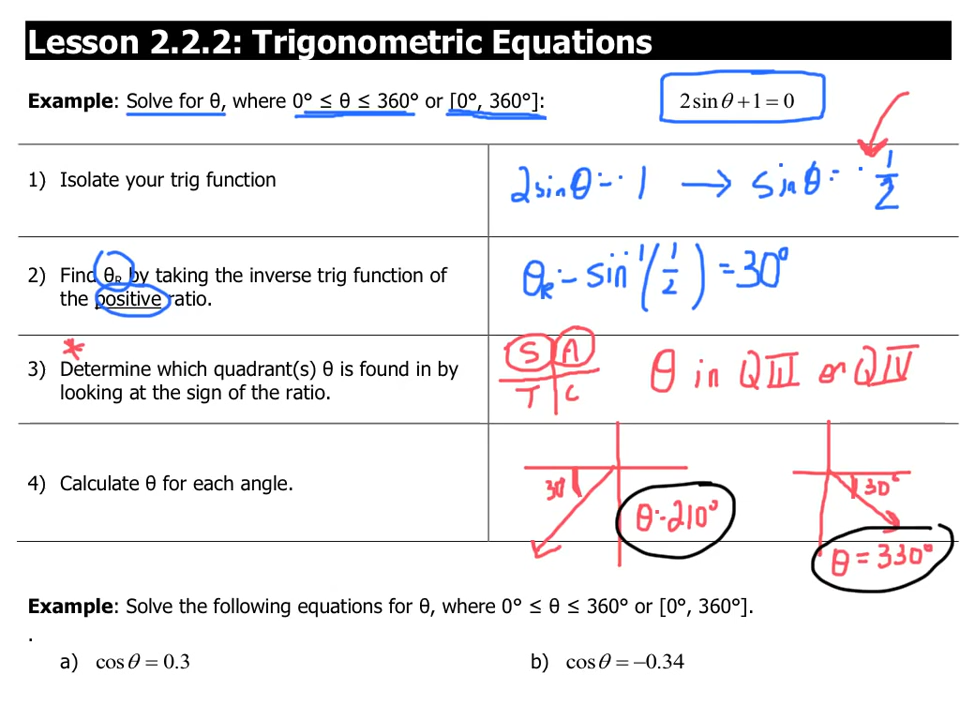 Lesson 2.2.2: Trigonometric Equations
Example: Solve for θ, where 0° ≤ θ ≤ 360° or [0°, 360°]: 2 sin θ + 1 = 0
1) Isolate your trig function
2sinθ = -1 → sinθ = -1/2
2) Find θR by taking the inverse trig function of
the positive ratio.
θR = sin⁻¹(1/2) = 30°
3) Determine which quadrant(s) θ is found in by
looking at the sign of the ratio.
S A
T C
θ in QIII or QIV
4) Calculate θ for each angle.
30°
θ = 210°
30°
θ = 330°
Example: Solve the following equations for θ, where 0° ≤ θ ≤ 360° or [0°, 360°].
.
a) cos θ = 0.3 b) cos θ = −0.34